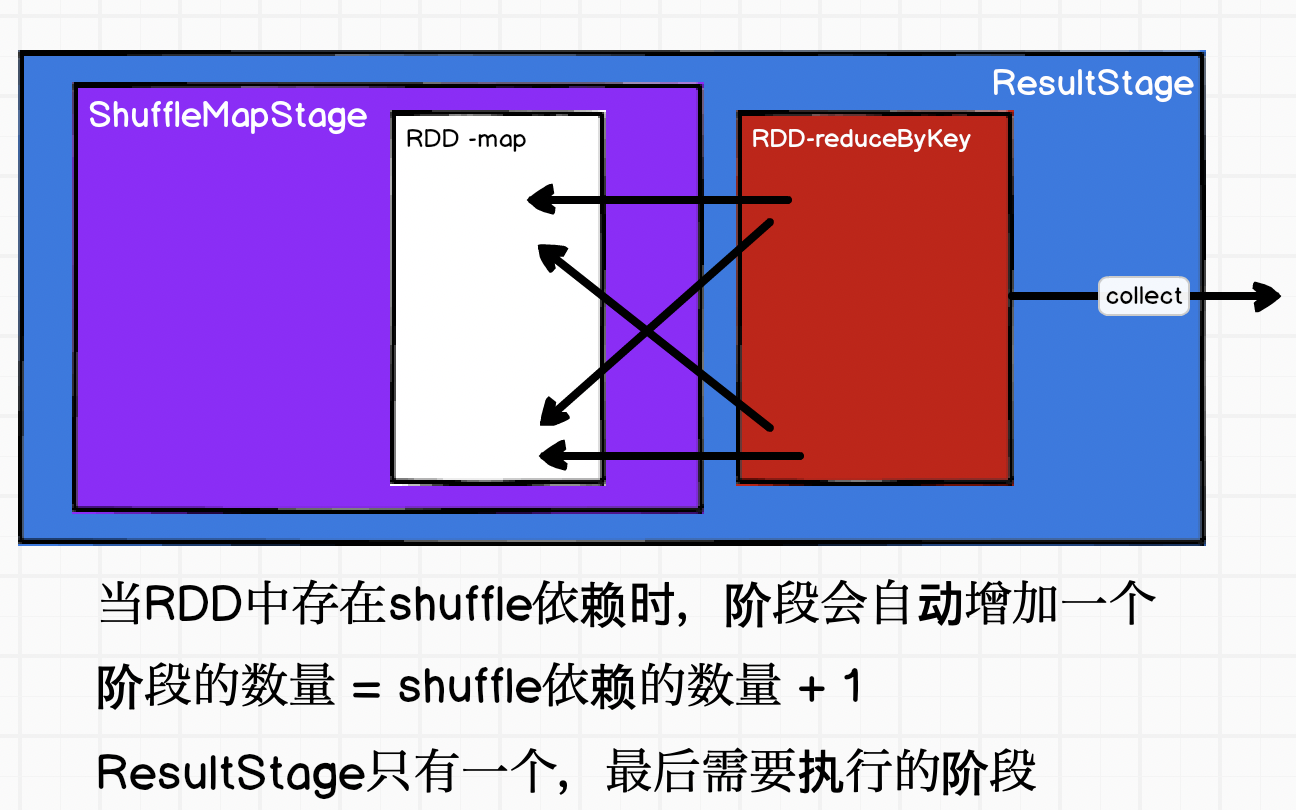 ResultStage
ShuffleMapStage
RDD -map
RDD-reduceByKey
collect
当RDD中存在shuffle依赖时，阶段会自动增加一个
阶段的数量 = shuffle依赖的数量 + 1
ResultStage只有一个，最后需要执行的阶段